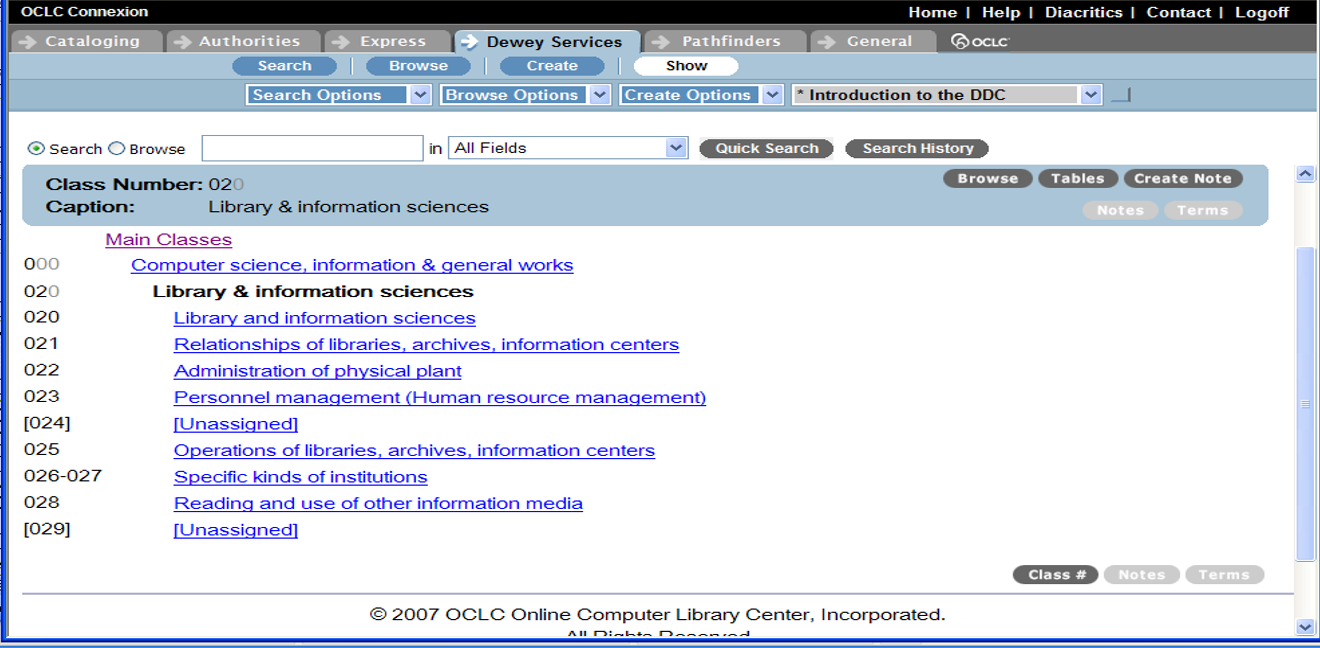 OCLC Connexion Home | Help | Diacritics | Contact | Logoff
Cataloging Authorities Express Dewey Services Pathfinders General OCLC
Search | Browse | Create | Show
Search Options Browse Options Create Options * Introduction to the DDC
Search Browse in All Fields Quick Search Search History
Class Number: 020 Browse Tables Create Note
Caption: Library & information sciences Notes Terms
Main Classes
000 Computer science, information & general works
020 Library & information sciences
020 Library and information sciences
021 Relationships of libraries, archives, information centers
022 Administration of physical plant
023 Personnel management (Human resource management)
[024] [Unassigned]
025 Operations of libraries, archives, information centers
026-027 Specific kinds of institutions
028 Reading and use of other information media
[029] [Unassigned]
Class # Notes Terms
© 2007 OCLC Online Computer Library Center, Incorporated.
All Rights Reserved